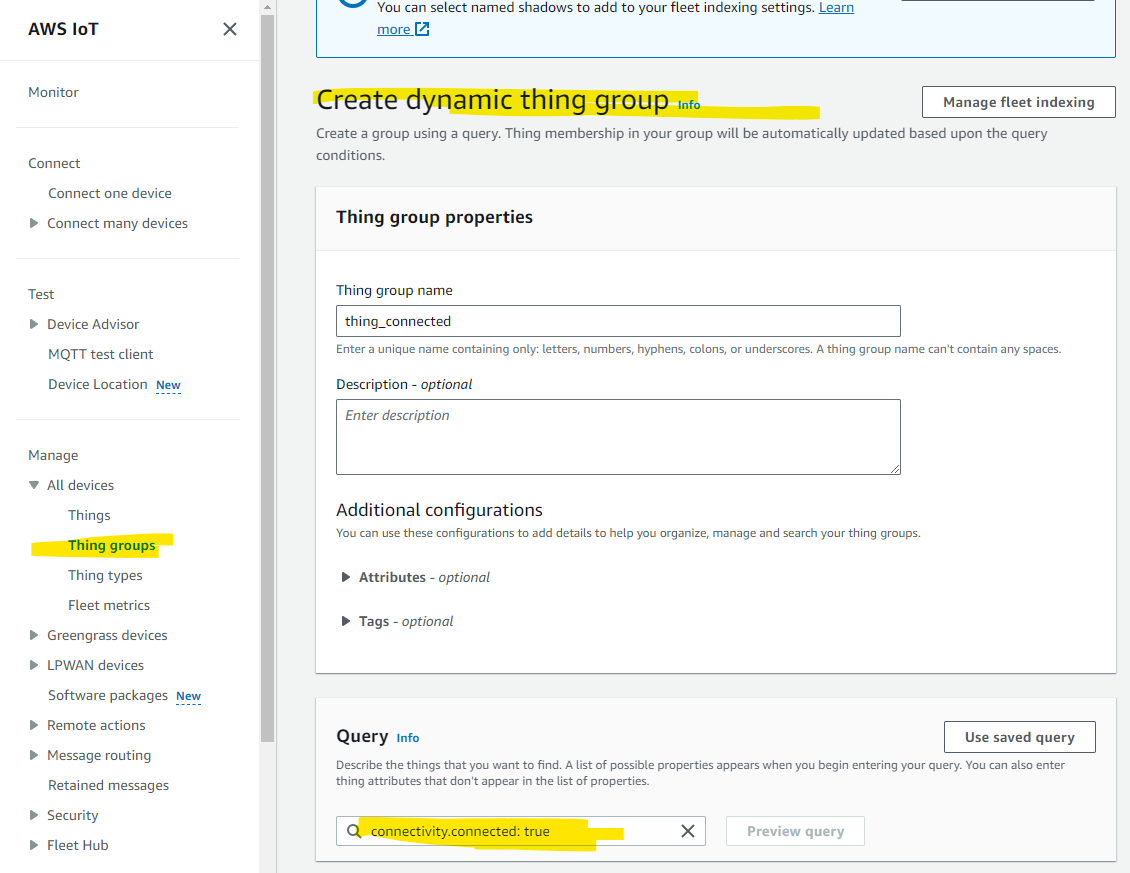 AWS IoT
Monitor
Connect
Connect one device
Connect many devices
Test
Device Advisor
MQTT test client
Device Location New
Manage
All devices
Things
Thing groups
Thing types
Fleet metrics
Greengrass devices
LPWAN devices
Software packages New
Remote actions
Message routing
Retained messages
Security
Fleet Hub
You can select named shadows to add to your fleet indexing settings. Learn
more
Create dynamic thing group Info
Manage fleet indexing
Create a group using a query. Thing membership in your group will be automatically updated based upon the query
conditions.
Thing group properties
Thing group name
thing_connected
Enter a unique name containing only: letters, numbers, hyphens, colons, or underscores. A thing group name can't contain any spaces.
Description - optional
Enter description
Additional configurations
You can use these configurations to add details to help you organize, manage and search your thing groups.
Attributes - optional
Tags - optional
Query Info
Use saved query
Describe the things that you want to find. A list of possible properties appears when you begin entering your query. You can also enter
thing attributes that don't appear in the list of properties.
connectivity.connected: true
Preview query